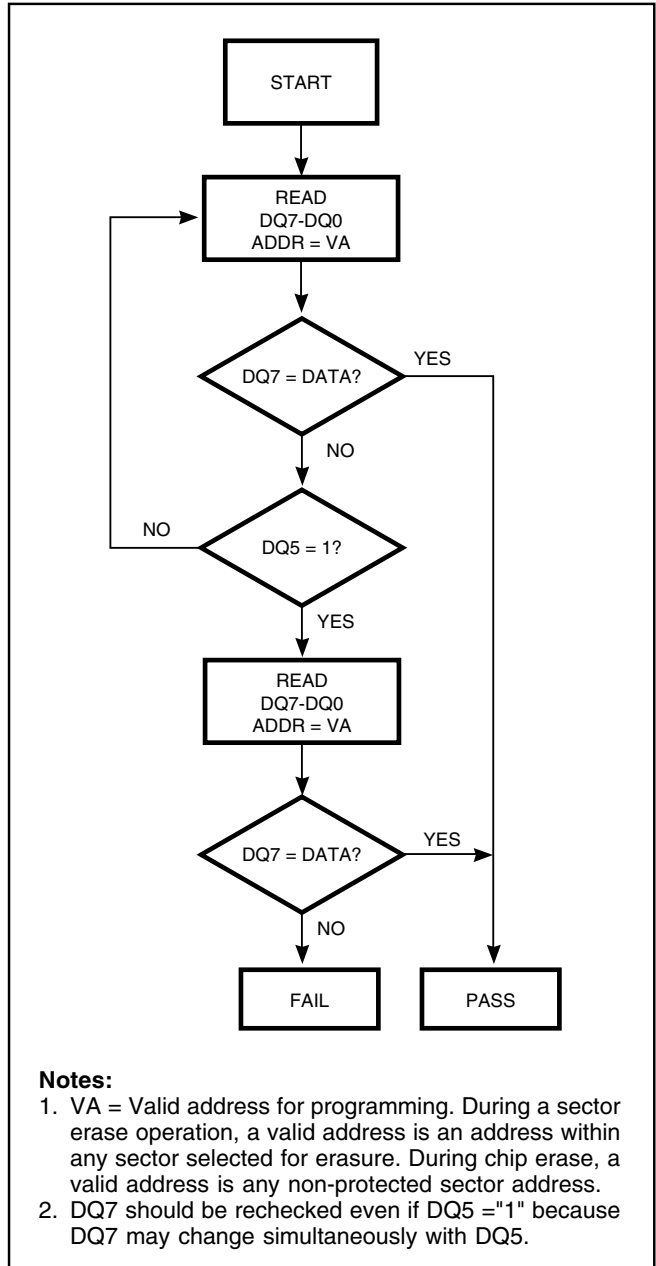 START
READ
DQ7-DQ0
ADDR = VA
DQ7 = DATA?
YES
NO
DQ5 = 1?
NO
YES
READ
DQ7-DQ0
ADDR = VA
DQ7 = DATA?
YES
NO
FAIL
PASS
Notes:
1. VA = Valid address for programming. During a sector
erase operation, a valid address is an address within
any sector selected for erasure. During chip erase, a
valid address is any non-protected sector address.
2. DQ7 should be rechecked even if DQ5 ="1" because
DQ7 may change simultaneously with DQ5.